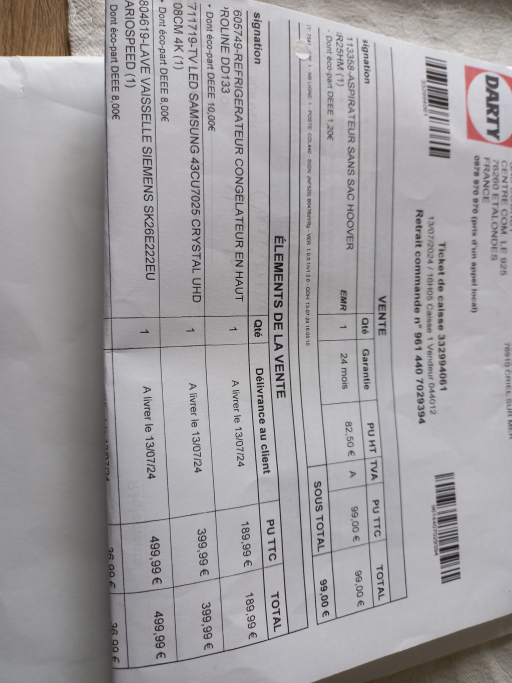 DARTY
CENTRE COM. LE 925
76260 ETALONDES
FRANCE
0978 970 970 (prix d'un appel local)
Ticket de caisse 332994061
13/07/2024 / 16H05 Caisse 1 Vendeur 044012
Retrait commande n° 961 440 7029394
VENTE
signation Qté Garantie PU HT TVA PU TTC TOTAL
113358-ASPIRATEUR SANS SAC HOOVER EMR 1 24 mois 82,50 € A 99,00 € 99,00 €
R25HM (1)
- Dont éco-part DEEE 1,20€
SOUS TOTAL 99,00 €
ÉLEMENTS DE LA VENTE
signation Qté Délivrance au client PU TTC TOTAL
605749-REFRIGERATEUR CONGELATEUR EN HAUT 1 A livrer le 13/07/24 189,99 € 189,99 €
ROLINE DD133
• Dont éco-part DEEE 10,00€
711719-TV LED SAMSUNG 43CU7025 CRYSTAL UHD 1 A livrer le 13/07/24 399,99 € 399,99 €
08CM 4K (1)
• Dont éco-part DEEE 8,00€
804619-LAVE VAISSELLE SIEMENS SK26E222EU 1 A livrer le 13/07/24 499,99 € 499,99 €
ARIOSPEED (1)
• Dont éco-part DEEE 8,00€